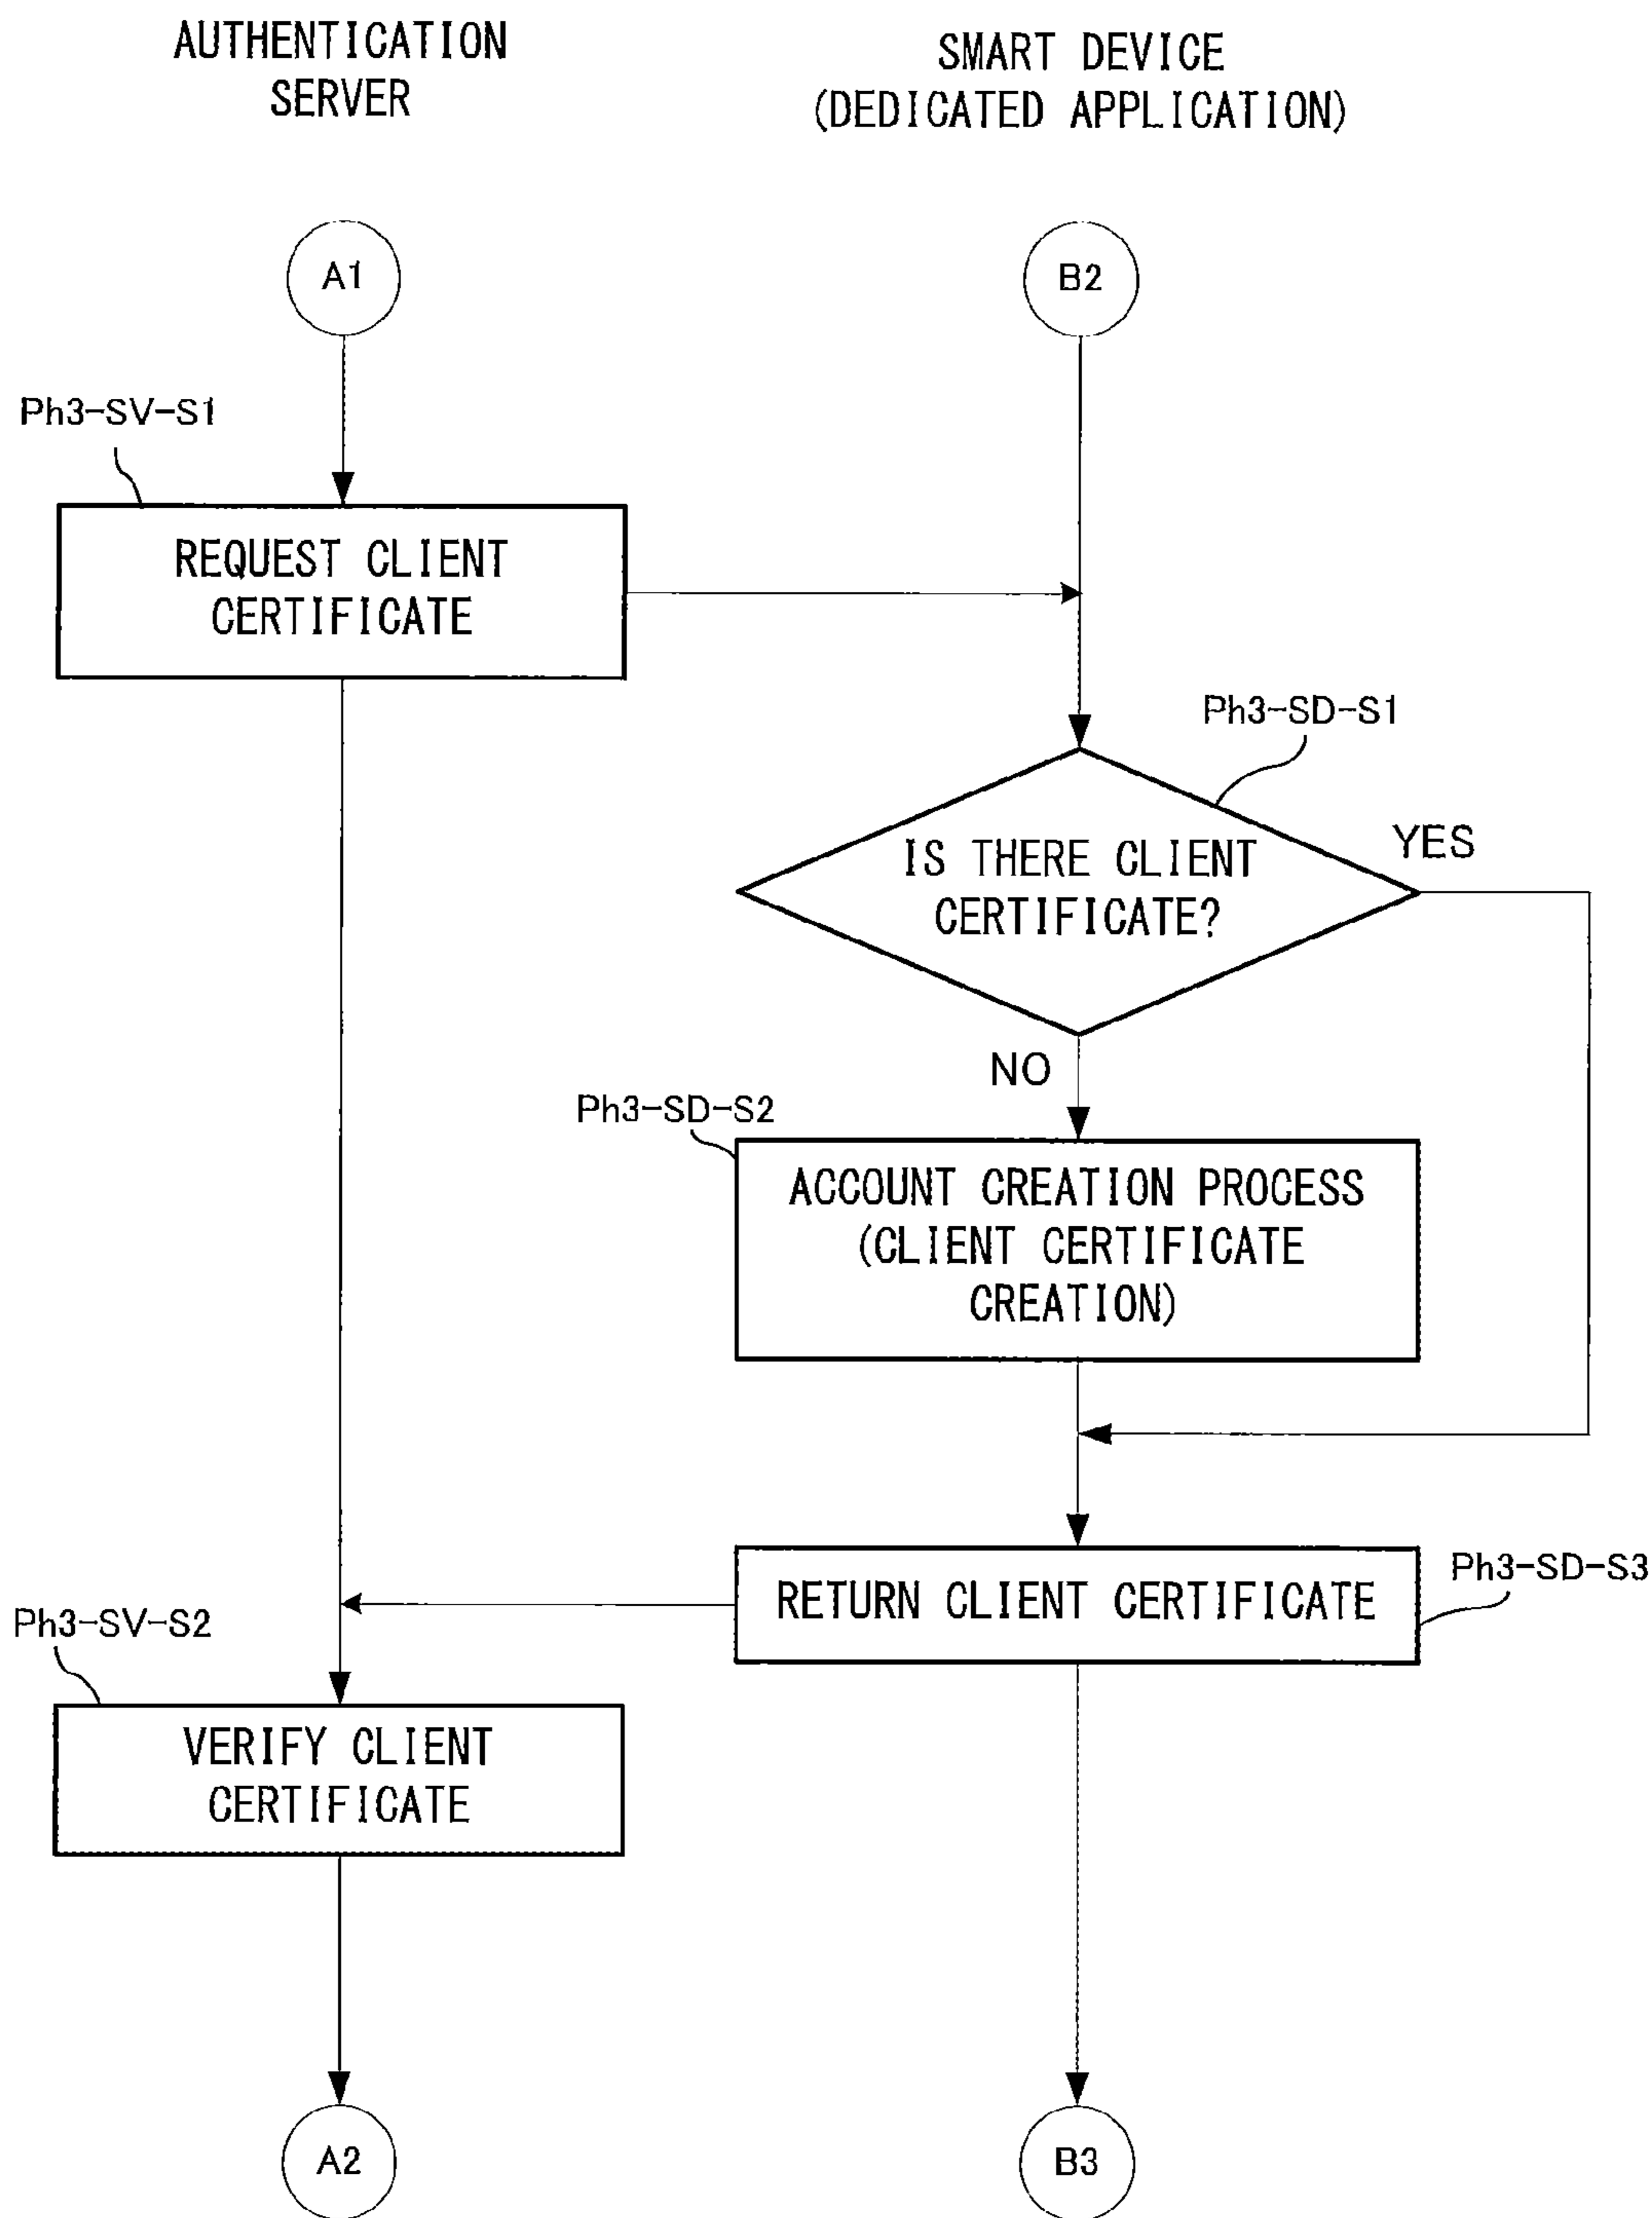 AUTHENTICATION
SERVER
SMART DEVICE
(DEDICATED APPLICATION)
A1
B2
Ph3-SV-S1
REQUEST CLIENT
CERTIFICATE
Ph3-SD-S1
IS THERE CLIENT
CERTIFICATE?
YES
NO
Ph3-SD-S2
ACCOUNT CREATION PROCESS
(CLIENT CERTIFICATE
CREATION)
RETURN CLIENT CERTIFICATE
Ph3-SD-S3
Ph3-SV-S2
VERIFY CLIENT
CERTIFICATE
A2
B3